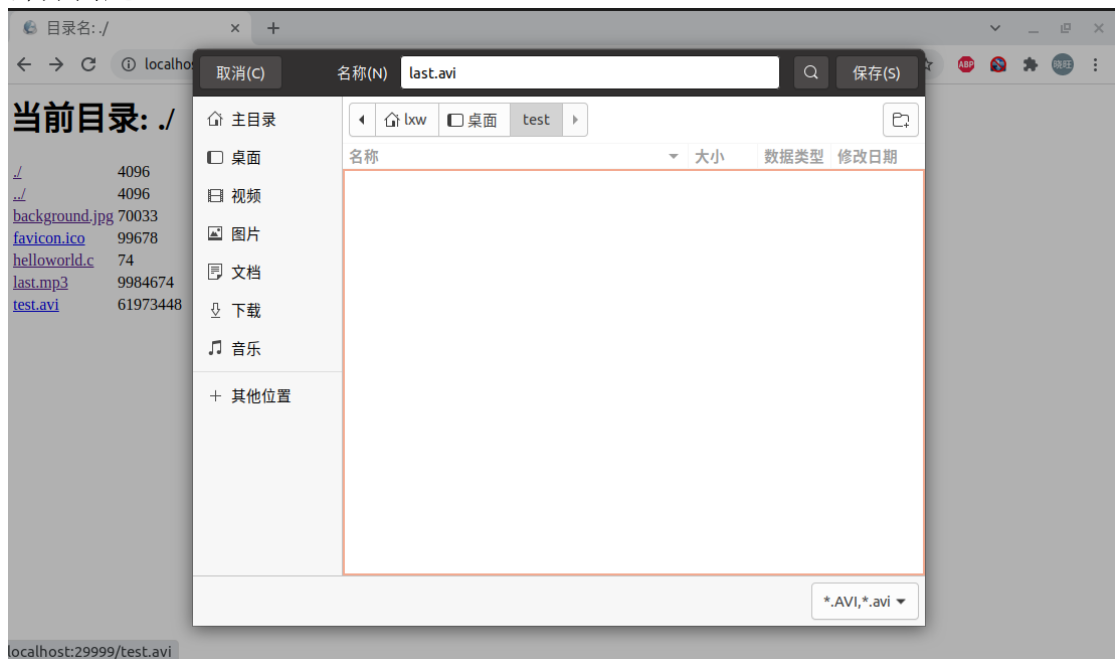 目录名: ./
localho
ABP
取消(C)
名称(N)
last.avi
保存(S)
当前目录: ./
./ 4096
../ 4096
background.jpg 70033
favicon.ico 99678
helloworld.c 74
last.mp3 9984674
test.avi 61973448
主目录
桌面
视频
图片
文档
下载
音乐
其他位置
lxw
桌面
test
名称
大小
数据类型
修改日期
*.AVI,*.avi
localhost:29999/test.avi